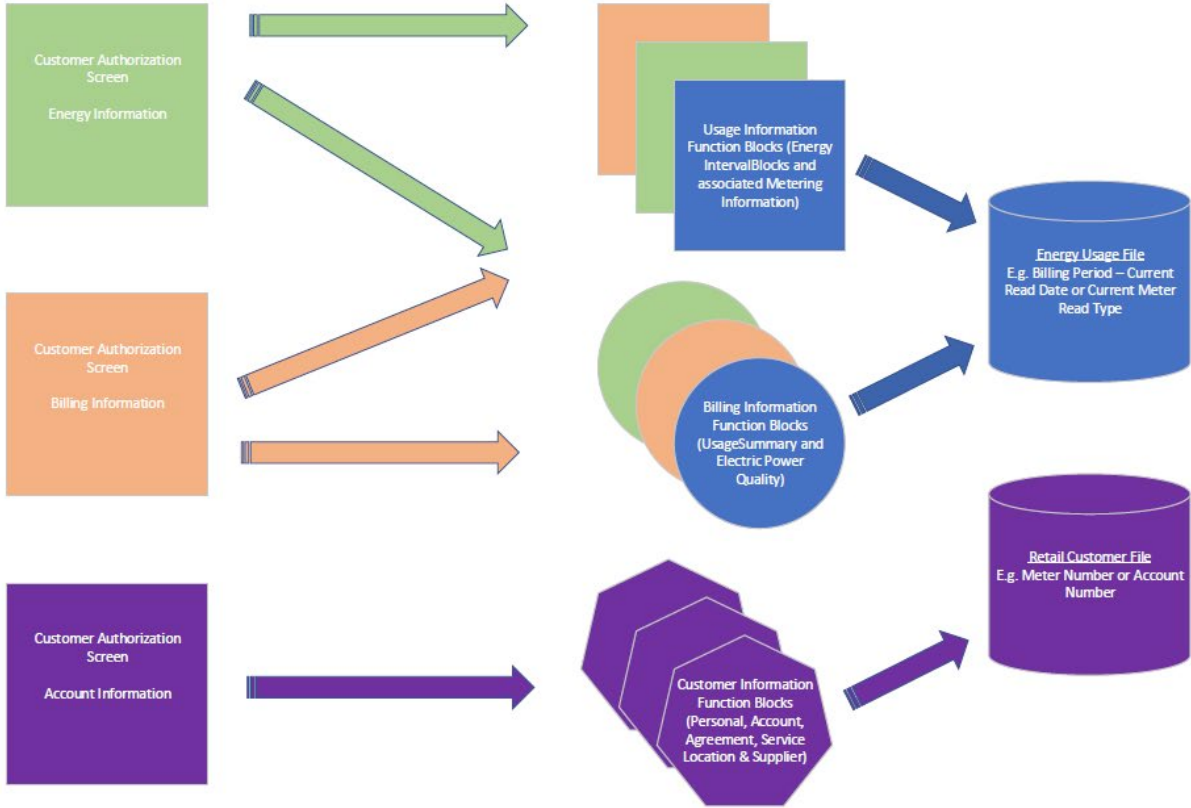 Customer Authorization
Screen
Energy Information
Usage Information
Function Blocks (Energy
IntervalBlocks and
associated Metering
Information)
Energy Usage File
E.g. Billing Period – Current
Read Date or Current Meter
Read Type
Customer Authorization
Screen
Billing Information
Billing Information
Function Blocks
(UsageSummary and
Electric Power
Quality)
Retail Customer File
E.g. Meter Number or Account
Number
Customer Authorization
Screen
Account Information
Customer Information
Function Blocks
(Personal, Account,
Agreement, Service
Location & Supplier)